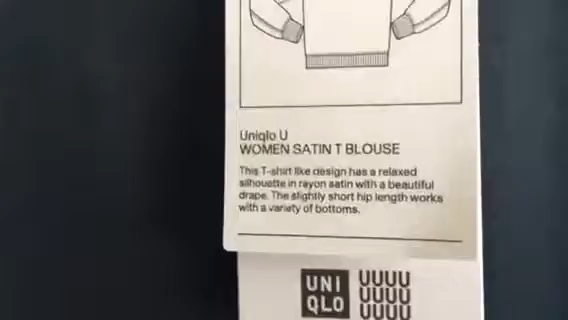 Uniqlo U
WOMEN SATIN T BLOUSE
This T-shirt like design has a relaxed
silhouette in rayon satin with a beautiful
drape. The slightly short hip length works
with a variety of bottoms.
UNI
QLO
UUUU
UUUU
UUUU